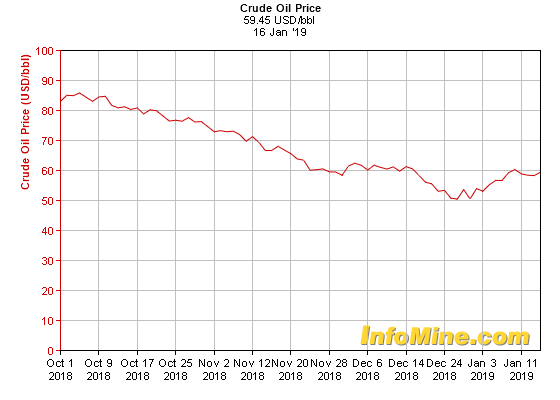 Crude Oil Price
59.45 USD/bbl
16 Jan '19
Crude Oil Price (USD/bbl)
100
90
80
70
60
50
40
30
20
10
0
InfoMine.com
Oct 1 Oct 9 Oct 17 Oct 25 Nov 2 Nov 12 Nov 20 Nov 28 Dec 6 Dec 14 Dec 24 Jan 3 Jan 11
2018 2018 2018 2018 2018 2018 2018 2018 2018 2018 2018 2019 2019